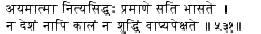 अयमात्मा नित्यसिद्धः प्रमाणे सति भासते ।
न देशं नापि कालं न शुद्धिं वाप्यपेक्षते ॥ ५३१॥